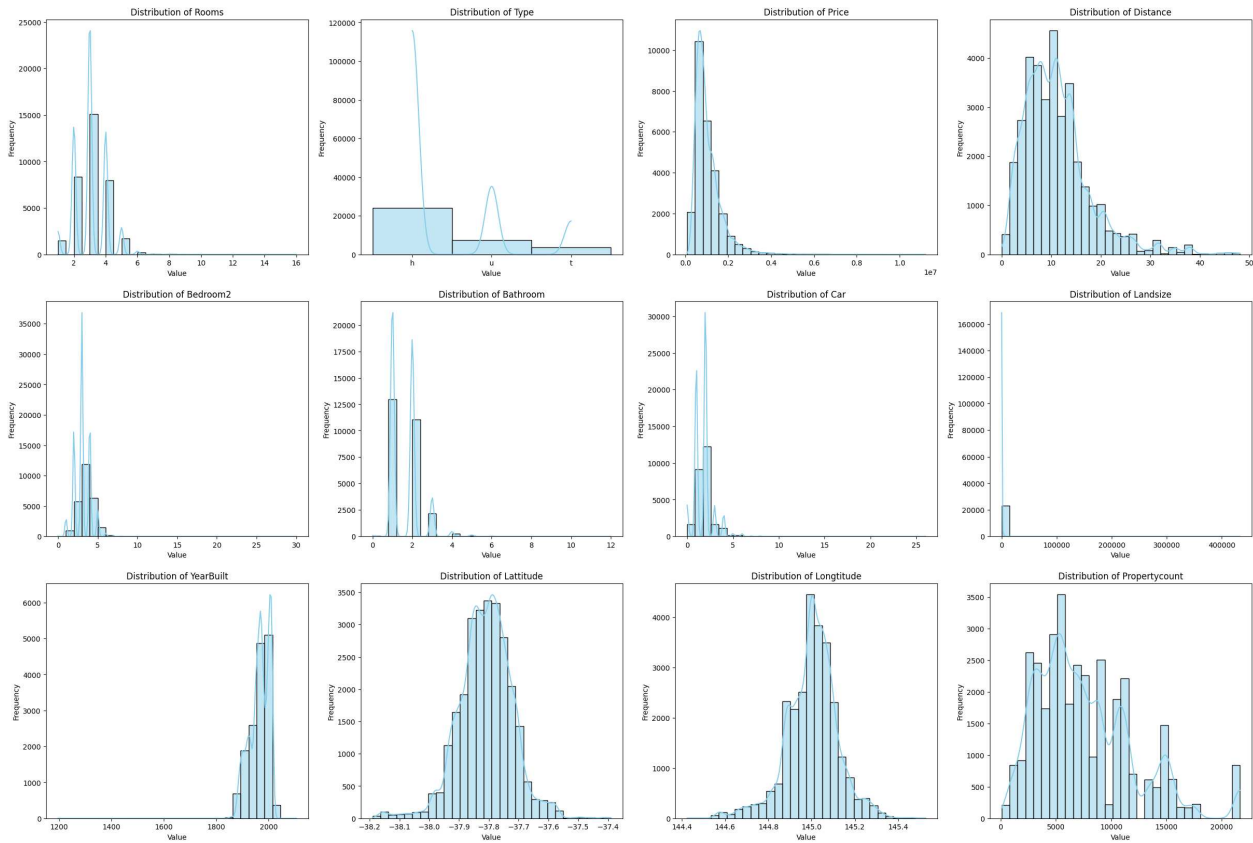 Distribution of Rooms
Frequency
25000
20000
15000
10000
5000
0
2 4 6 8 10 12 14 16
Value
Distribution of Type
Frequency
120000
100000
80000
60000
40000
20000
0
h u t
Value
Distribution of Price
Frequency
10000
8000
6000
4000
2000
0
0.0 0.2 0.4 0.6 0.8 1.0
1e7
Value
Distribution of Distance
Frequency
4000
3000
2000
1000
0
0 10 20 30 40 50
Value
Distribution of Bedroom2
Frequency
35000
30000
25000
20000
15000
10000
5000
0
0 5 10 15 20 25 30
Value
Distribution of Bathroom
Frequency
20000
17500
15000
12500
10000
7500
5000
2500
0
0 2 4 6 8 10 12
Value
Distribution of Car
Frequency
30000
25000
20000
15000
10000
5000
0
0 5 10 15 20 25
Value
Distribution of Landsize
Frequency
160000
140000
120000
100000
80000
60000
40000
20000
0
0 100000 200000 300000 400000
Value
Distribution of YearBuilt
Frequency
6000
5000
4000
3000
2000
1000
0
1200 1400 1600 1800 2000
Value
Distribution of Lattitude
Frequency
3500
3000
2500
2000
1500
1000
500
0
−38.2 −38.1 −38.0 −37.9 −37.8 −37.7 −37.6 −37.5 −37.4
Value
Distribution of Longtitude
Frequency
4000
3000
2000
1000
0
144.4 144.6 144.8 145.0 145.2 145.4
Value
Distribution of Propertycount
Frequency
3500
3000
2500
2000
1500
1000
500
0
0 5000 10000 15000 20000
Value